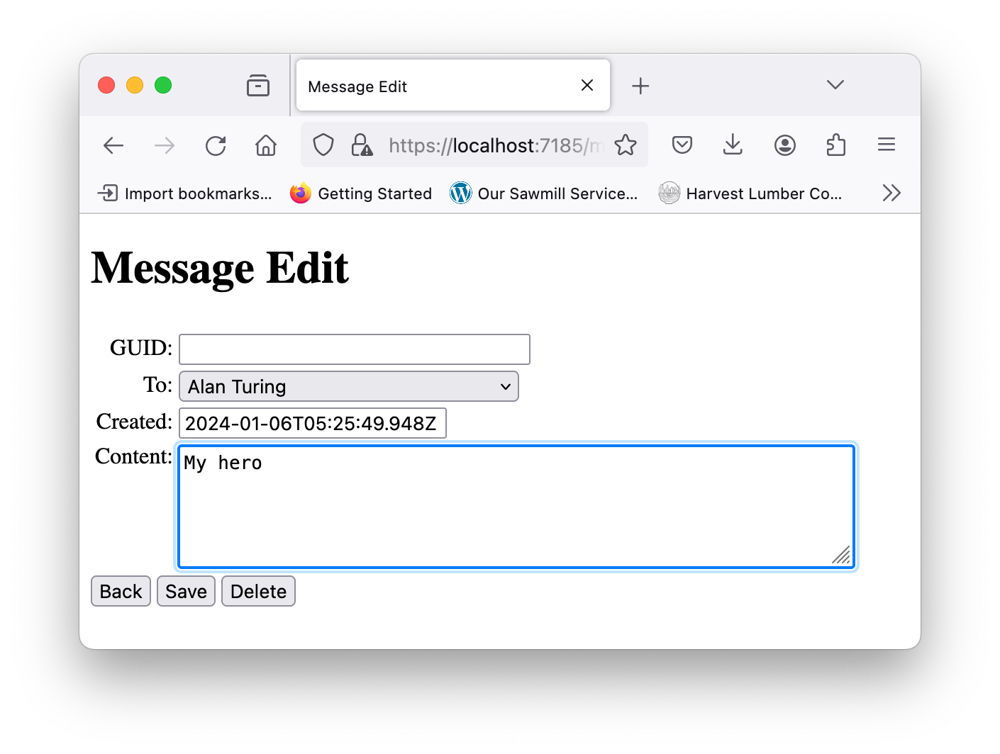 Message Edit
https://localhost:7185/m
Import bookmarks...
Getting Started
Our Sawmill Service...
Harvest Lumber Co...
Message Edit
GUID:
To: Alan Turing
Created: 2024-01-06T05:25:49.948Z
Content: My hero
Back Save Delete